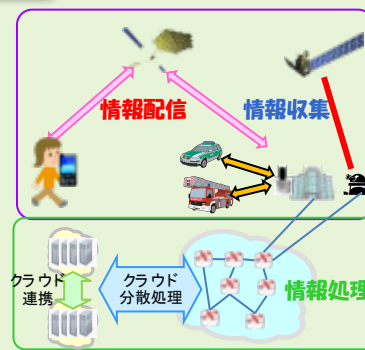 情報配信
情報収集
クラウド
連携
クラウド
分散処理
情報処理